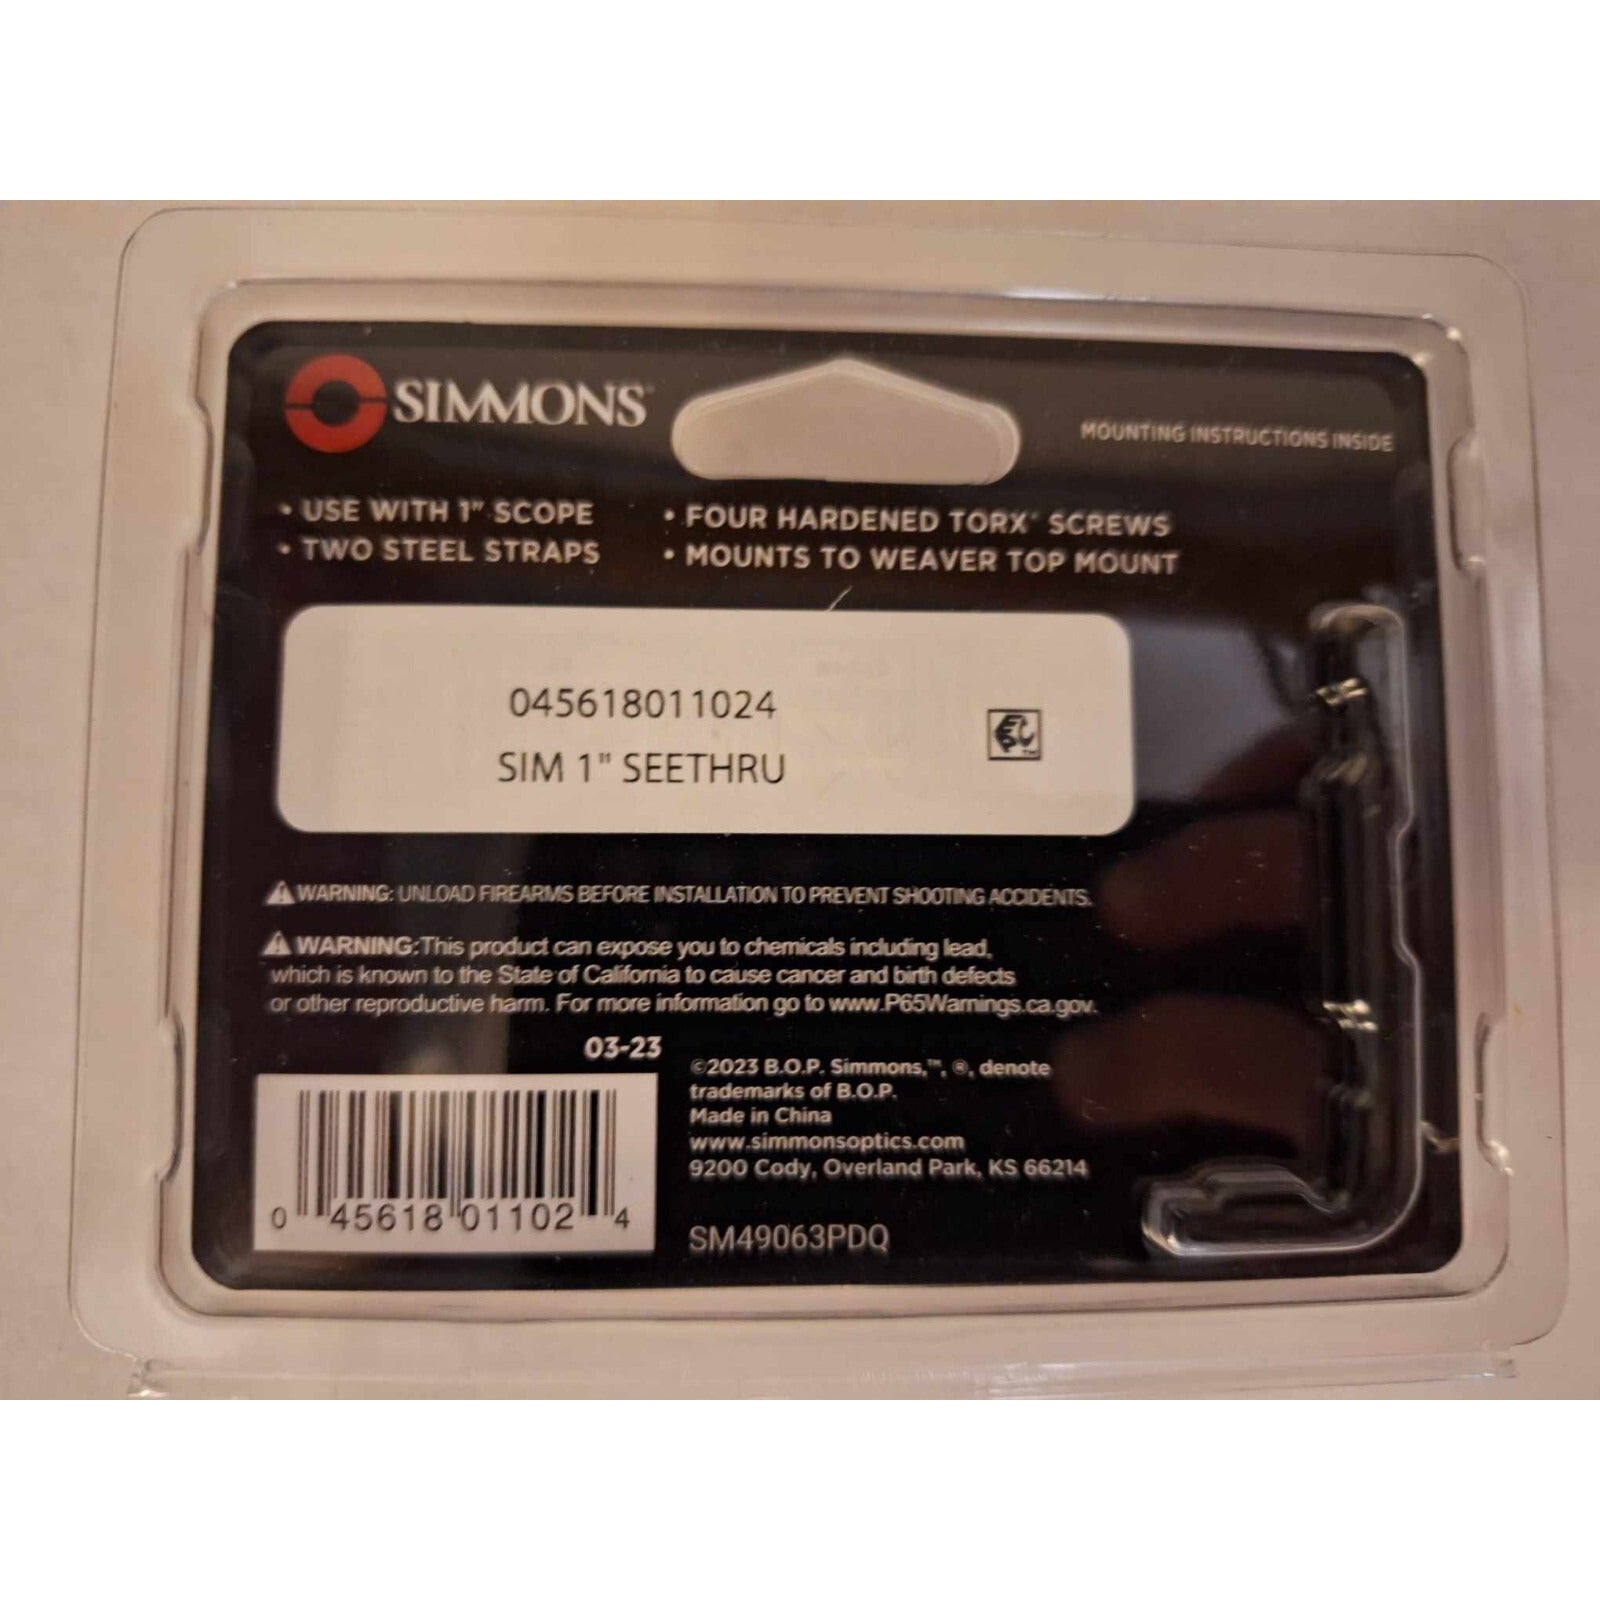 SIMMONS®
MOUNTING INSTRUCTIONS INSIDE
• USE WITH 1" SCOPE
• TWO STEEL STRAPS
• FOUR HARDENED TORX® SCREWS
• MOUNTS TO WEAVER TOP MOUNT
045618011024
SIM 1" SEETHRU
⚠ WARNING: UNLOAD FIREARMS BEFORE INSTALLATION TO PREVENT SHOOTING ACCIDENTS.
⚠ WARNING: This product can expose you to chemicals including lead,
which is known to the State of California to cause cancer and birth defects
or other reproductive harm. For more information go to www.P65Warnings.ca.gov.
03-23
©2023 B.O.P. Simmons,™, ®, denote
trademarks of B.O.P.
Made in China
www.simmonsoptics.com
9200 Cody, Overland Park, KS 66214
0 45618 01102 4
SM49063PDQ